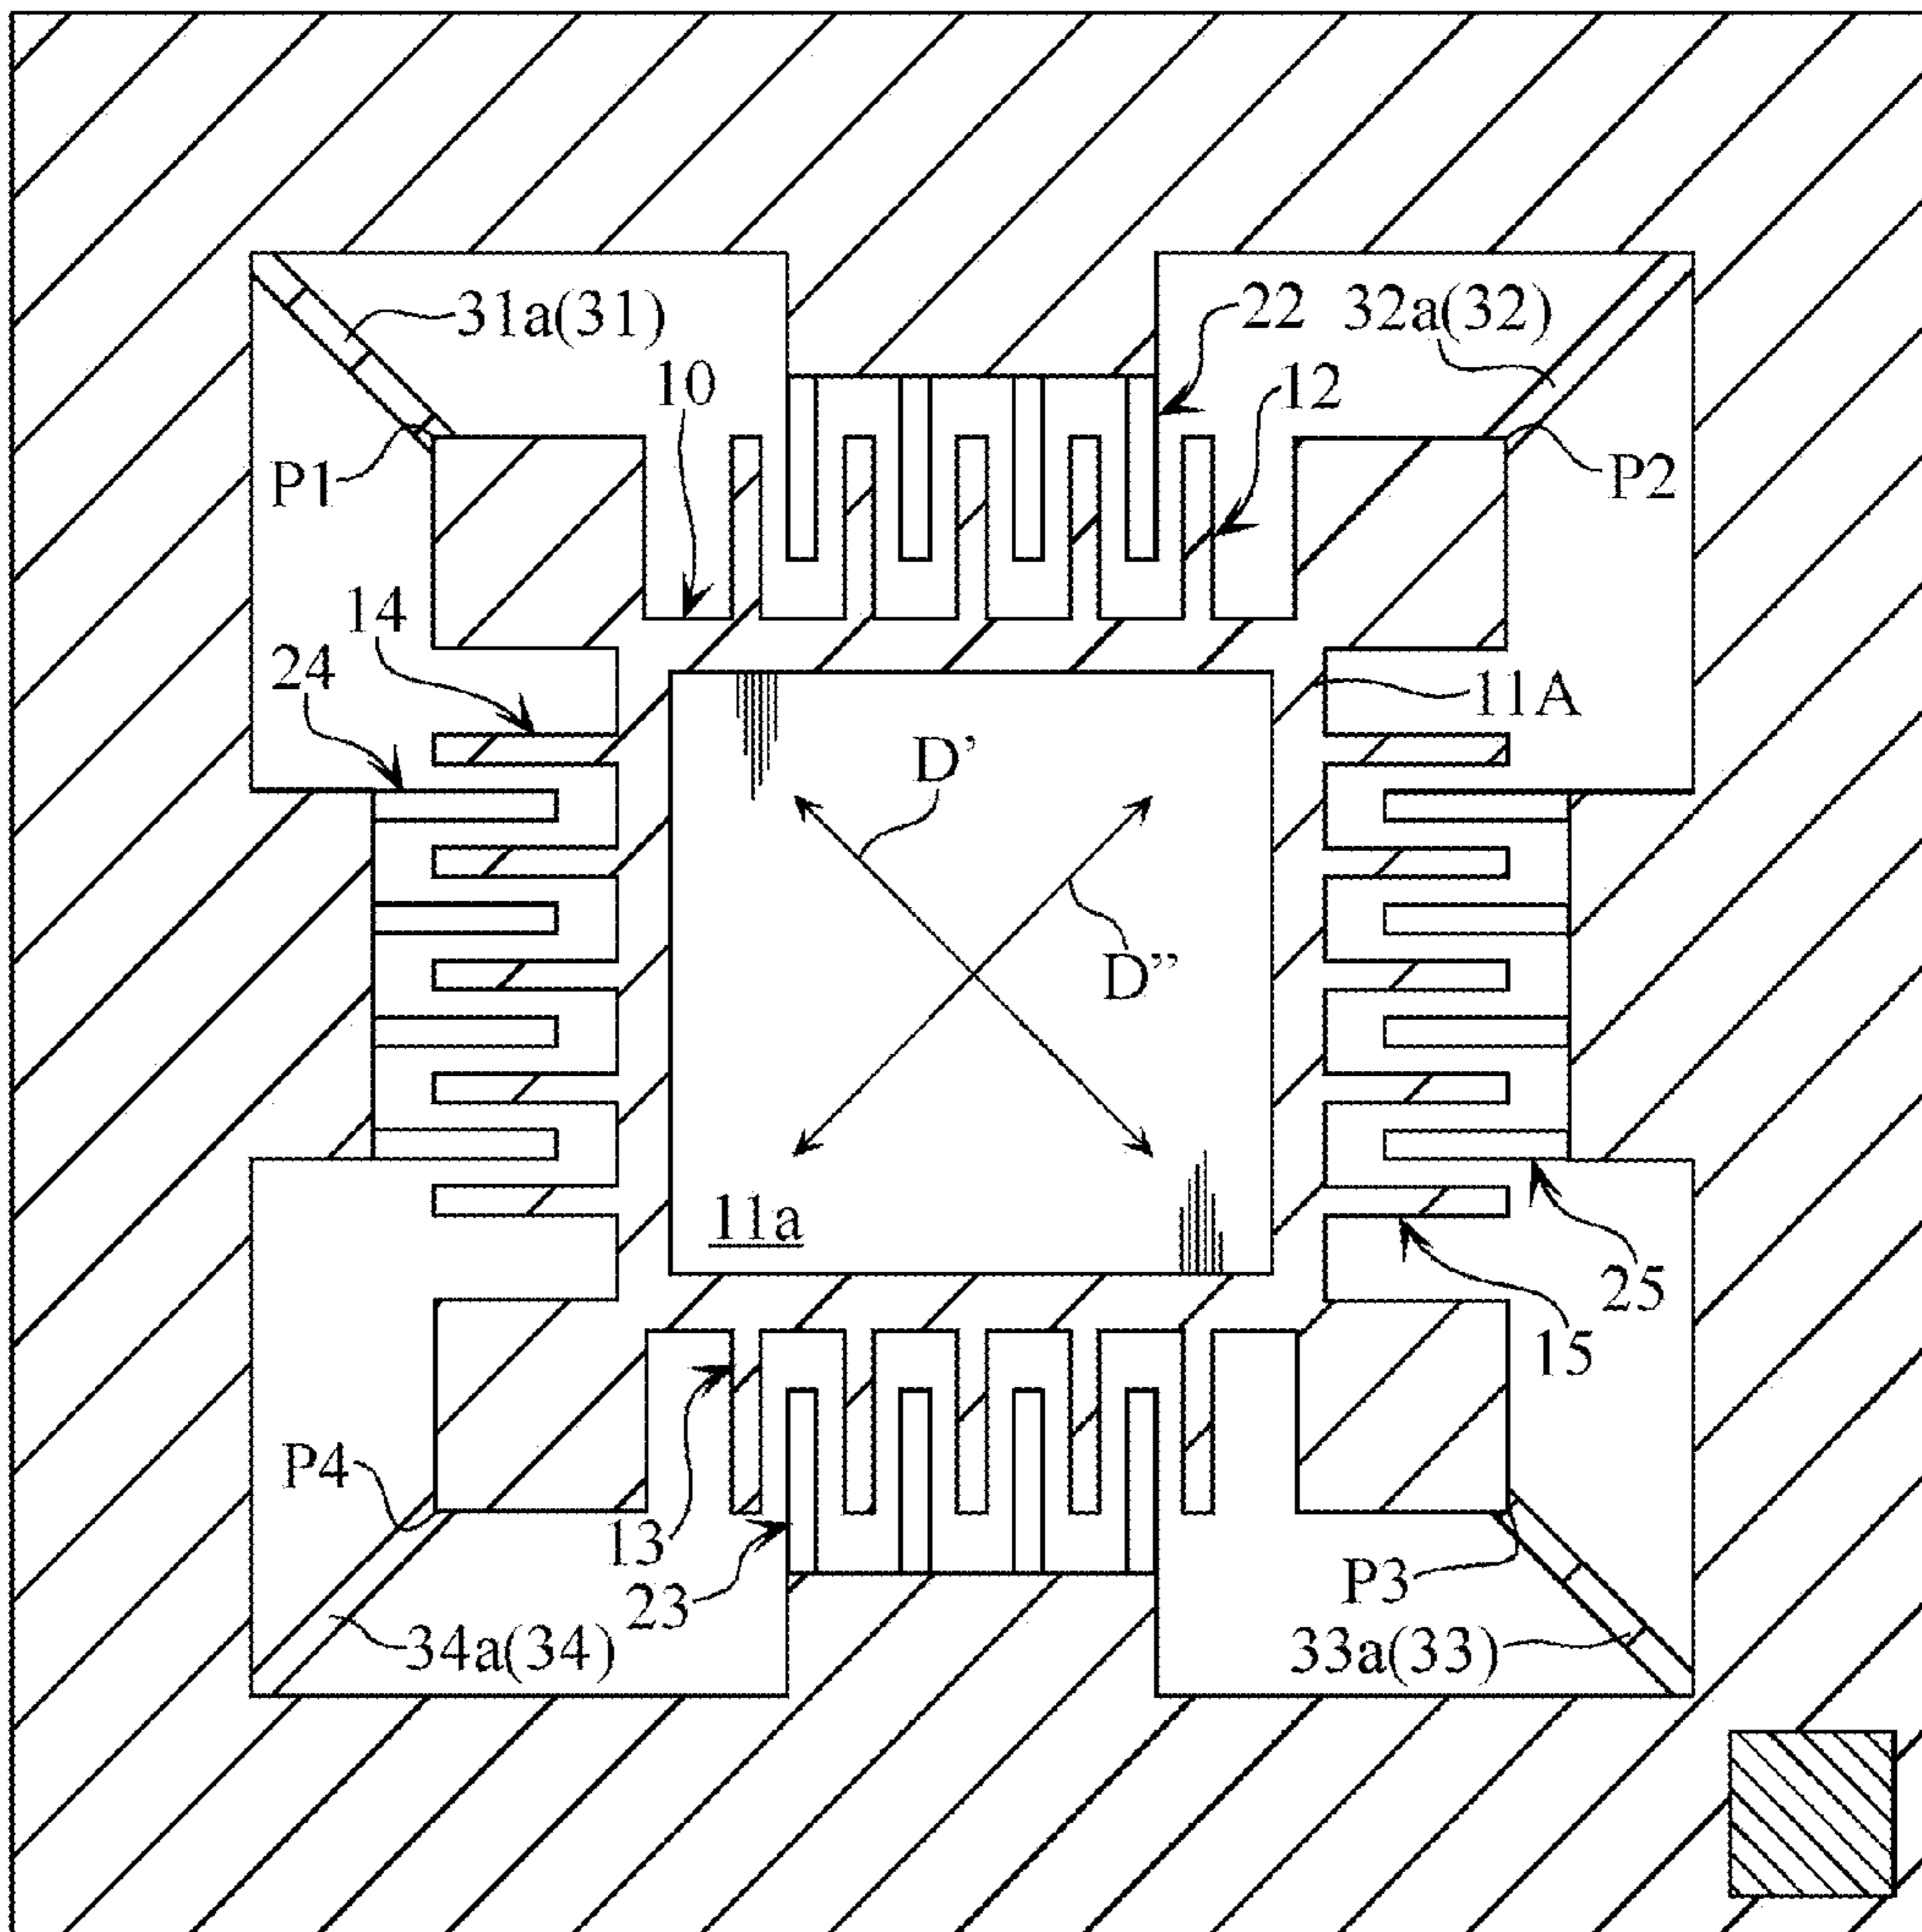 31a(31)
22
32a(32)
10
12
P1
P2
14
24
11A
D’
D”
11a
25
15
P4
13
P3
23
34a(34)
33a(33)